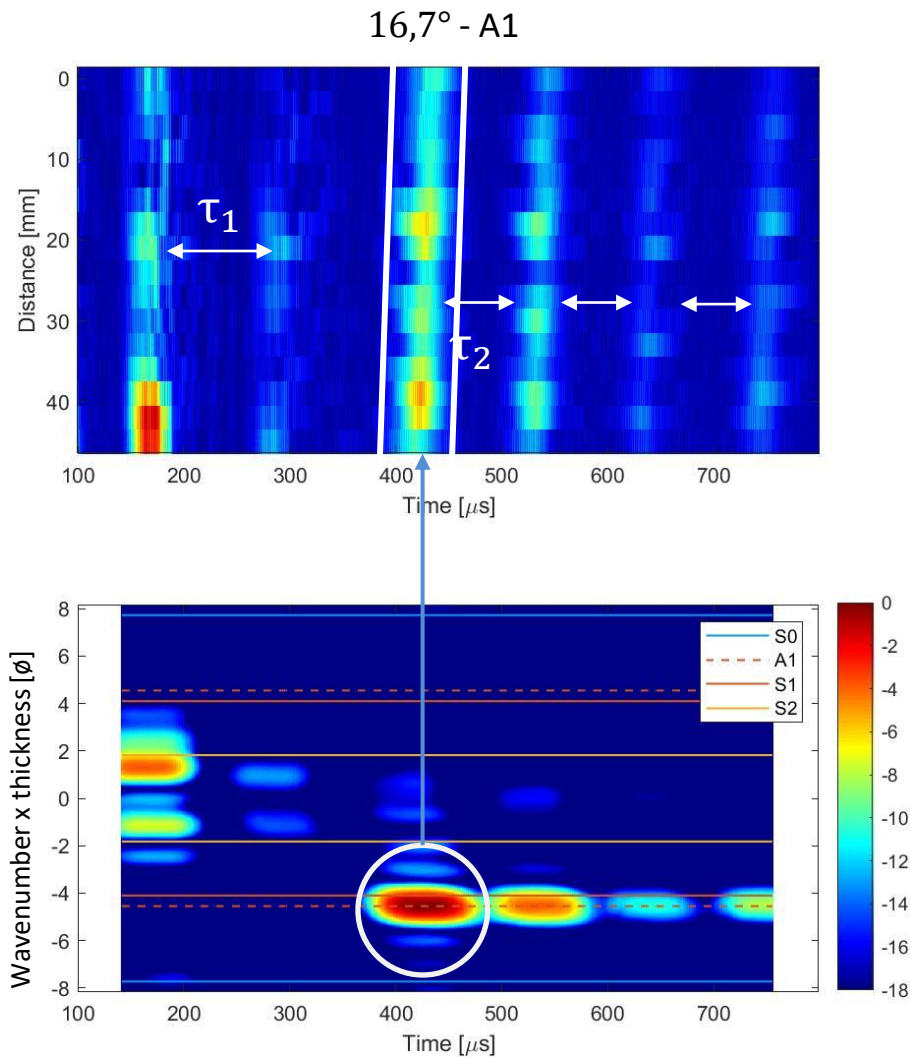 16,7° - A1
0
10
20
30
40
Distance [mm]
τ1
τ2
100 200 300 400 500 600 700
Time [μs]
8
6
4
2
0
-2
-4
-6
-8
Wavenumber x thickness [ø]
S0
A1
S1
S2
0
-2
-4
-6
-8
-10
-12
-14
-16
-18
100 200 300 400 500 600 700
Time [μs]